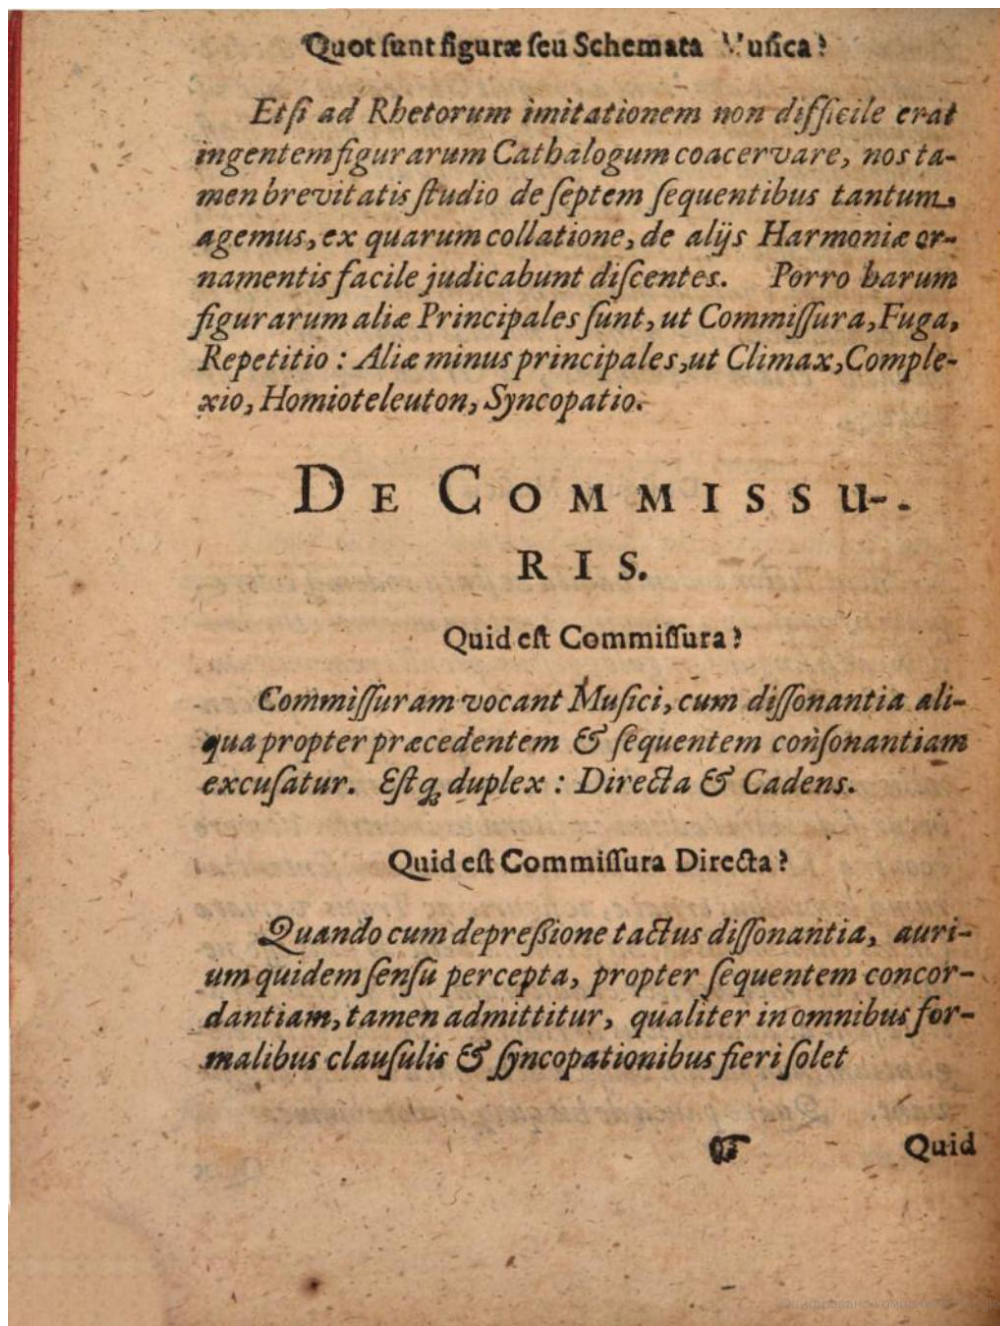 Quot ſunt figuræ ſeu Schemata Muſica?
Etſi ad Rhetorum imitationem non difficile erat
ingentem figurarum Cathalogum coacervare, nos ta-
men brevitatis ſtudio de ſeptem ſequentibus tantum
agemus, ex quarum collatione, de alijs Harmoniæ or-
namentis facile judicabunt diſcentes. Porro harum
figurarum aliæ Principales ſunt, ut Commiſſura, Fuga,
Repetitio : Aliæ minus principales, ut Climax, Comple-
xio, Homioteleuton, Syncopatio.
DE COMMISSU-
RIS.
Quid eſt Commiſſura?
Commiſſuram vocant Muſici, cum diſſonantia ali-
qua propter præcedentem & ſequentem conſonantiam
excuſatur. Eſtq; duplex : Directa & Cadens.
Quid eſt Commiſſura Directa?
Quando cum depreßione tactus diſſonantia, auri-
um quidem ſenſu percepta, propter ſequentem concor-
dantiam, tamen admittitur, qualiter in omnibus for-
malibus clauſulis & ſyncopationibus fieri ſolet
☞ Quid